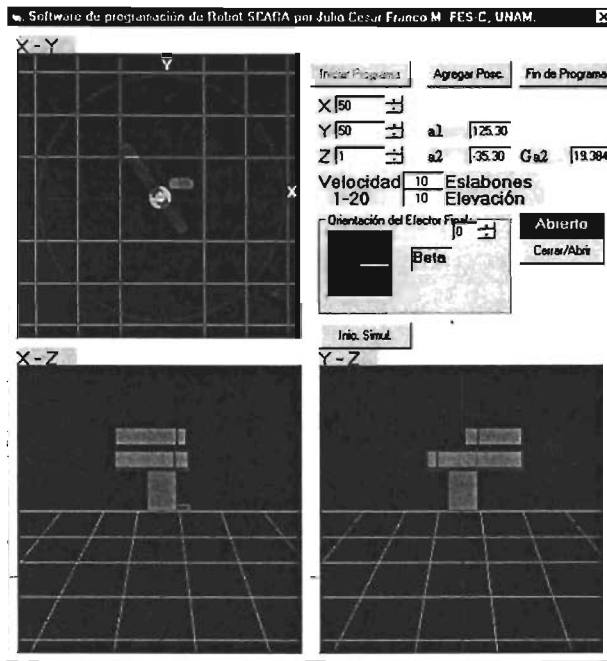 Software de programación de Robot SCARA por Julio Cesar Franco M. FES-C, UNAM.
X - Y
Y
X
Iniciar Programa
Agregar Posc.
Fin de Programa
X 50
Y 50 a1 125.30
Z 1 a2 -35.30 Ga2 19.384
Velocidad 10 Eslabones
1-20 10 Elevación
Orientación del Efector Final:
0
Beta
Abierto
Cerrar/Abrir
Inic. Simul.
X - Z
Y - Z